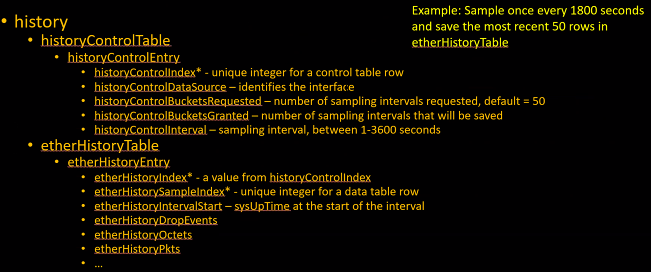 Example: Sample once every 1800 seconds
and save the most recent 50 rows in
etherHistoryTable
• history
• historyControlTable
• historyControlEntry
• historyControlIndex* - unique integer for a control table row
• historyControlDataSource – identifies the interface
• historyControlBucketsRequested – number of sampling intervals requested, default = 50
• historyControlBucketsGranted – number of sampling intervals that will be saved
• historyControlInterval – sampling interval, between 1-3600 seconds
• etherHistoryTable
• etherHistoryEntry
• etherHistoryIndex* - a value from historyControlIndex
• etherHistorySampleIndex* - unique integer for a data table row
• etherHistoryIntervalStart – sysUpTime at the start of the interval
• etherHistoryDropEvents
• etherHistoryOctets
• etherHistoryPkts
• ...